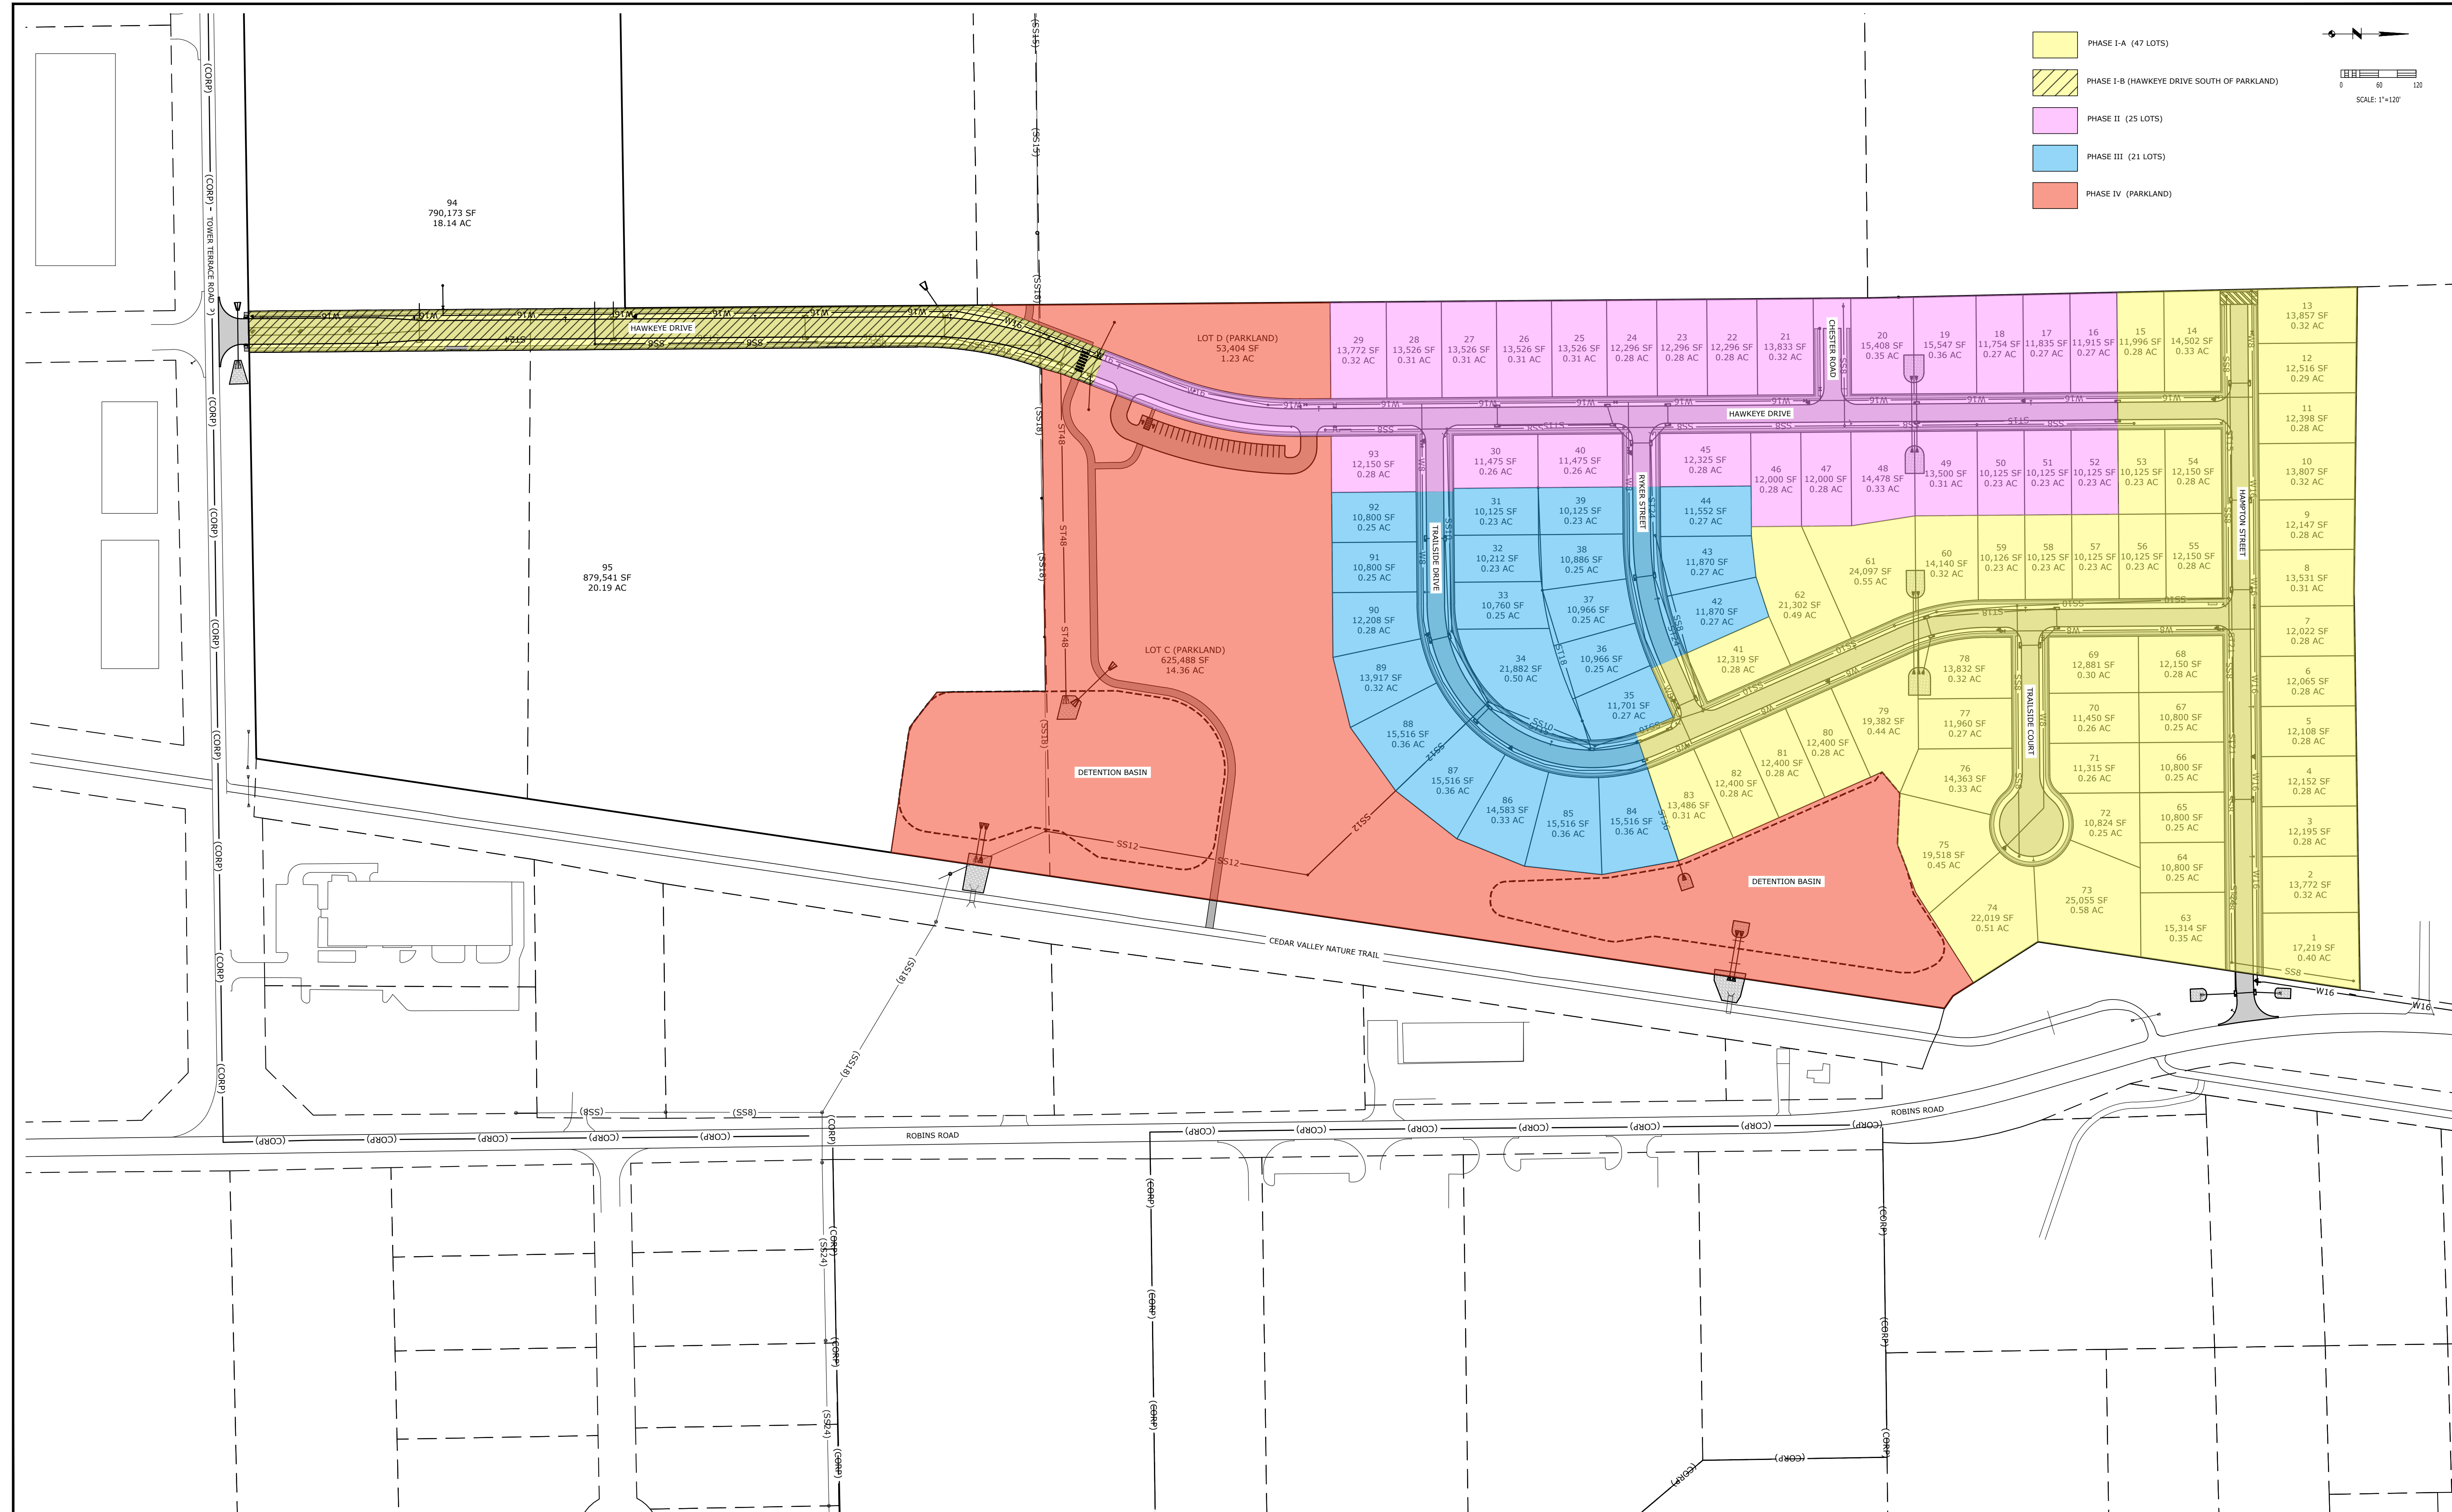 PHASE I-A (47 LOTS)
PHASE I-B (HAWKEYE DRIVE SOUTH OF PARKLAND)
PHASE II (25 LOTS)
PHASE III (21 LOTS)
PHASE IV (PARKLAND)
N
0 60 120
SCALE: 1"=120'
TOWER TERRACE ROAD
94
790,173 SF
18.14 AC
95
879,541 SF
20.19 AC
HAWKEYE DRIVE
LOT D (PARKLAND)
53,404 SF
1.23 AC
LOT C (PARKLAND)
625,488 SF
14.36 AC
DETENTION BASIN
DETENTION BASIN
CEDAR VALLEY NATURE TRAIL
ROBINS ROAD
ROBINS ROAD
HAWKEYE DRIVE
CHESTER ROAD
RYKER STREET
TRAILSIDE DRIVE
TRAILSIDE COURT
HAMPTON STREET
29
13,772 SF
0.32 AC
28
13,526 SF
0.31 AC
27
13,526 SF
0.31 AC
26
13,526 SF
0.31 AC
25
13,526 SF
0.31 AC
24
12,296 SF
0.28 AC
23
12,296 SF
0.28 AC
22
12,296 SF
0.28 AC
21
13,833 SF
0.32 AC
20
15,408 SF
0.35 AC
19
15,547 SF
0.36 AC
18
11,754 SF
0.27 AC
17
11,835 SF
0.27 AC
16
11,915 SF
0.27 AC
15
11,996 SF
0.28 AC
14
14,502 SF
0.33 AC
13
13,857 SF
0.32 AC
12
12,516 SF
0.29 AC
11
12,398 SF
0.28 AC
10
13,807 SF
0.32 AC
9
12,147 SF
0.28 AC
8
13,531 SF
0.31 AC
7
12,022 SF
0.28 AC
6
12,065 SF
0.28 AC
5
12,108 SF
0.28 AC
4
12,152 SF
0.28 AC
3
12,195 SF
0.28 AC
2
13,772 SF
0.32 AC
1
17,219 SF
0.40 AC
93
12,150 SF
0.28 AC
30
11,475 SF
0.26 AC
40
11,475 SF
0.26 AC
45
12,325 SF
0.28 AC
46
12,000 SF
0.28 AC
47
12,000 SF
0.28 AC
48
14,478 SF
0.33 AC
49
13,500 SF
0.31 AC
50
10,125 SF
0.23 AC
51
10,125 SF
0.23 AC
52
10,125 SF
0.23 AC
53
10,125 SF
0.23 AC
54
12,150 SF
0.28 AC
92
10,800 SF
0.25 AC
31
10,125 SF
0.23 AC
39
10,125 SF
0.23 AC
44
11,552 SF
0.27 AC
91
10,800 SF
0.25 AC
32
10,212 SF
0.23 AC
38
10,886 SF
0.25 AC
43
11,870 SF
0.27 AC
61
24,097 SF
0.55 AC
60
14,140 SF
0.32 AC
59
10,126 SF
0.23 AC
58
10,125 SF
0.23 AC
57
10,125 SF
0.23 AC
56
10,125 SF
0.23 AC
55
12,150 SF
0.28 AC
90
12,208 SF
0.28 AC
33
10,760 SF
0.25 AC
37
10,966 SF
0.25 AC
42
11,870 SF
0.27 AC
62
21,302 SF
0.49 AC
89
13,917 SF
0.32 AC
34
21,882 SF
0.50 AC
36
10,966 SF
0.25 AC
41
12,319 SF
0.28 AC
35
11,701 SF
0.27 AC
88
15,516 SF
0.36 AC
87
15,516 SF
0.36 AC
86
14,583 SF
0.33 AC
85
15,516 SF
0.36 AC
84
15,516 SF
0.36 AC
83
13,486 SF
0.31 AC
82
12,400 SF
0.28 AC
81
12,400 SF
0.28 AC
80
12,400 SF
0.28 AC
79
19,382 SF
0.44 AC
78
13,832 SF
0.32 AC
77
11,960 SF
0.27 AC
76
14,363 SF
0.33 AC
75
19,518 SF
0.45 AC
74
22,019 SF
0.51 AC
73
25,055 SF
0.58 AC
72
10,824 SF
0.25 AC
71
11,315 SF
0.26 AC
70
11,450 SF
0.26 AC
69
12,881 SF
0.30 AC
68
12,150 SF
0.28 AC
67
10,800 SF
0.25 AC
66
10,800 SF
0.25 AC
65
10,800 SF
0.25 AC
64
10,800 SF
0.25 AC
63
15,314 SF
0.35 AC
(CORP)
(SS15)
(SS18)
(SS8)
(SS24)
ST48
SS12
W16
W8
SS8
SS10
ST18
ST24
ST36